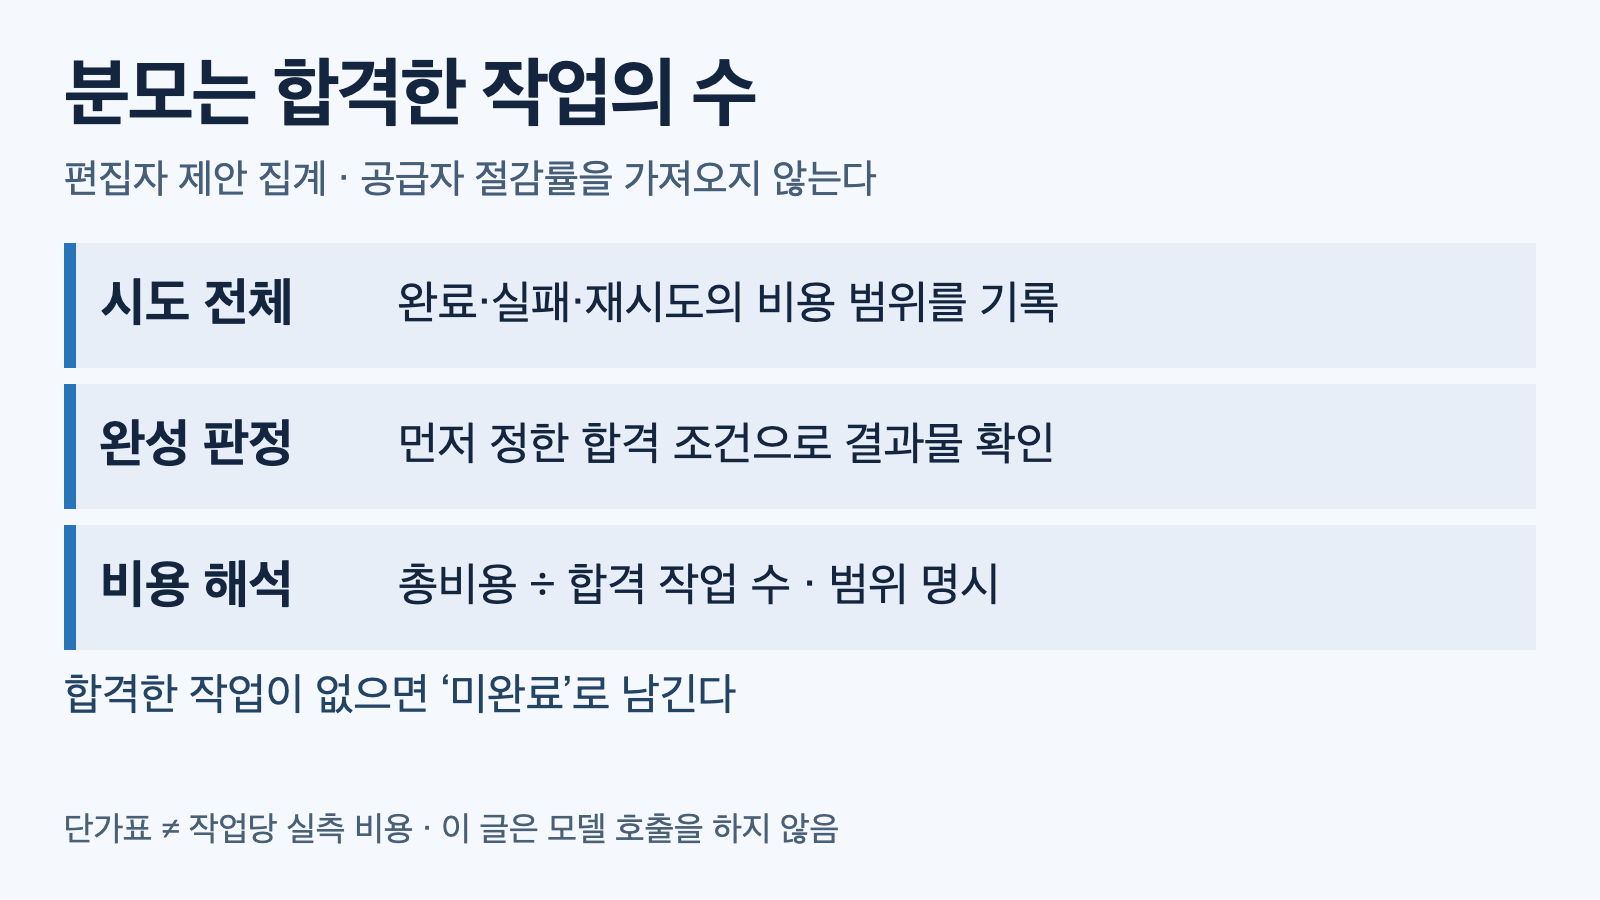 분모는 합격한 작업의 수
편집자 제안 집계 · 공급자 절감률을 가져오지 않는다
시도 전체 완료·실패·재시도의 비용 범위를 기록
완성 판정 먼저 정한 합격 조건으로 결과물 확인
비용 해석 총비용 ÷ 합격 작업 수 · 범위 명시
합격한 작업이 없으면 ‘미완료’로 남긴다
단가표 ≠ 작업당 실측 비용 · 이 글은 모델 호출을 하지 않음